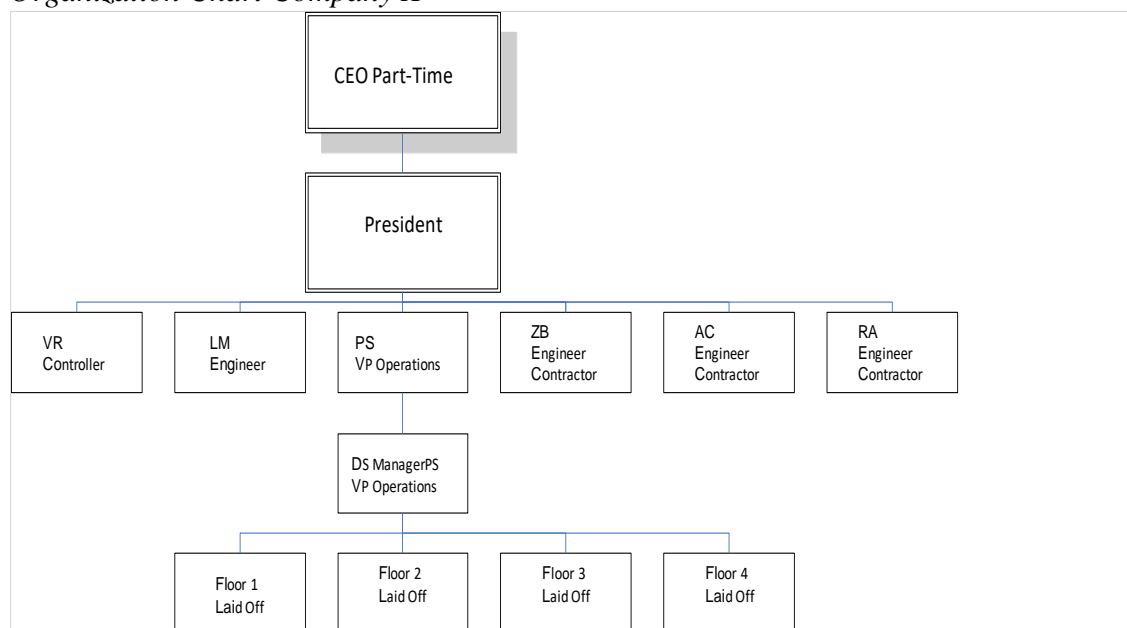 Organization Chart Company A
CEO Part-Time
President
VR
Controller
LM
Engineer
PS
VP Operations
ZB
Engineer
Contractor
AC
Engineer
Contractor
RA
Engineer
Contractor
DS ManagerPS
VP Operations
Floor 1
Laid Off
Floor 2
Laid Off
Floor 3
Laid Off
Floor 4
Laid Off